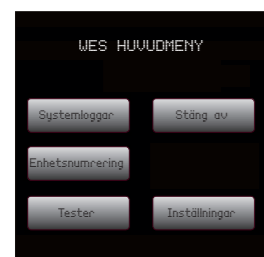 WES HUVUDMENY
Systemloggar
Stäng av
Enhetsnumrering
Tester
Inställningar